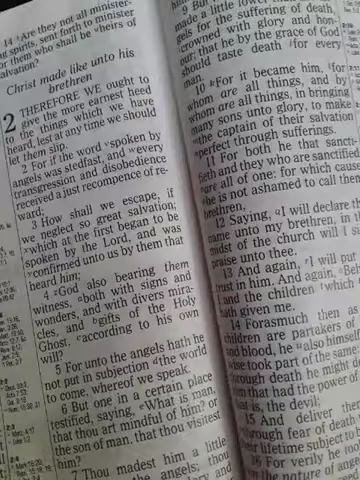 14 Are they not all minister-
ing spirits, sent forth to minister
for them who shall be heirs of
salvation?
Christ made like unto his
brethren
2 THEREFORE WE ought to
give the more earnest heed
to the things which we have
heard, lest at any time we should
let them slip.
2 For if the word spoken by
angels was stedfast, and every
transgression and disobedience
received a just recompence of re-
ward;
3 How shall we escape, if
we neglect so great salvation;
which at the first began to be
spoken by the Lord, and was
confirmed unto us by them that
heard him;
4 God also bearing them
witness, both with signs and
wonders, and with divers mira-
cles, and gifts of the Holy
Ghost, according to his own
will?
5 For unto the angels hath he
not put in subjection the world
to come, whereof we speak.
6 But one in a certain place
testified, saying, What is man,
that thou art mindful of him? or
the son of man, that thou visitest
him?
7 Thou madest him a little
the angels; thou
made a little lower
gels for the suffering of death,
crowned with glory and hon-
our; that he by the grace of God
should taste death for every
man.
10 For it became him, for
whom are all things, and by
whom are all things, in bringing
many sons unto glory, to make
the captain of their salvation
perfect through sufferings.
11 For both he that sancti-
fieth and they who are sanctified
are all of one: for which cause
he is not ashamed to call them
brethren,
12 Saying, I will declare th
name unto my brethren, in t
midst of the church will I si
praise unto thee.
13 And again, I will put
trust in him. And again, Be
I and the children which
hath given me.
14 Forasmuch then as
children are partakers of
and blood, he also himself
wise took part of the same
through death he might de
him that had the power of
that is, the devil;
15 And deliver them
through fear of death
their lifetime subject to
16 For verily he too
the nature of ange